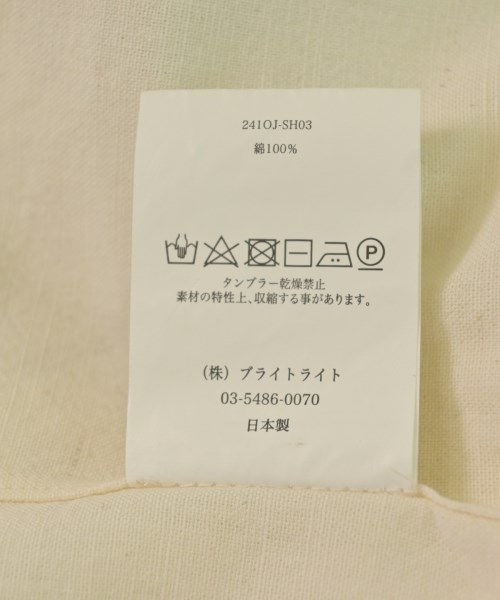 241OJ-SH03
綿100%
P
タンブラー乾燥禁止
素材の特性上、収縮する事があります。
(株) ブライトライト
03-5486-0070
日本製